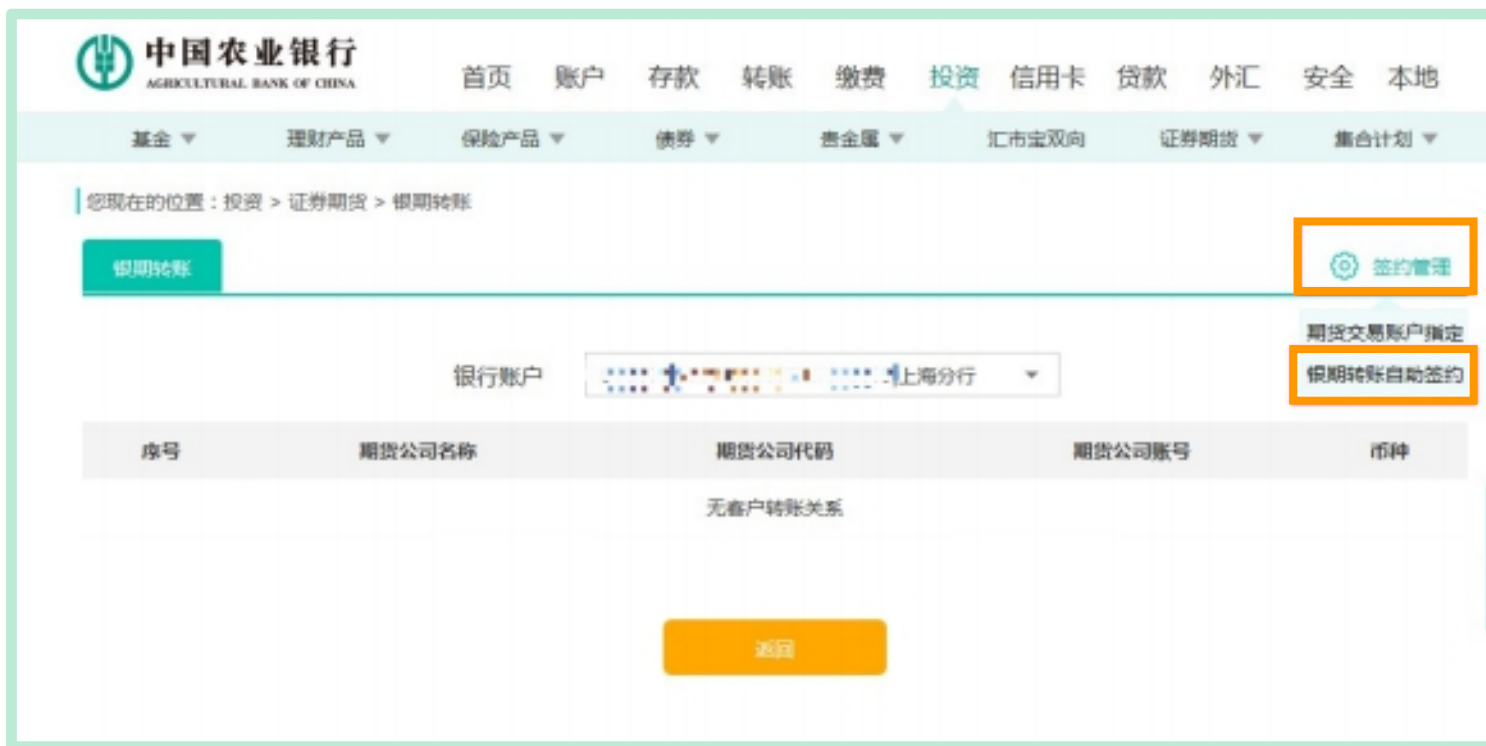 中国农业银行
AGRICULTURAL BANK OF CHINA
首页 账户 存款 转账 缴费 投资 信用卡 贷款 外汇 安全 本地
基金 理财产品 保险产品 债券 贵金属 汇市宝双向 证券期货 集合计划
您现在的位置：投资 > 证券期货 > 银期转账
银期转账
签约管理
期货交易账户指定
银行账户 上海分行
银期转账自助签约
序号 期货公司名称 期货公司代码 期货公司账号 币种
无客户转账关系
返回